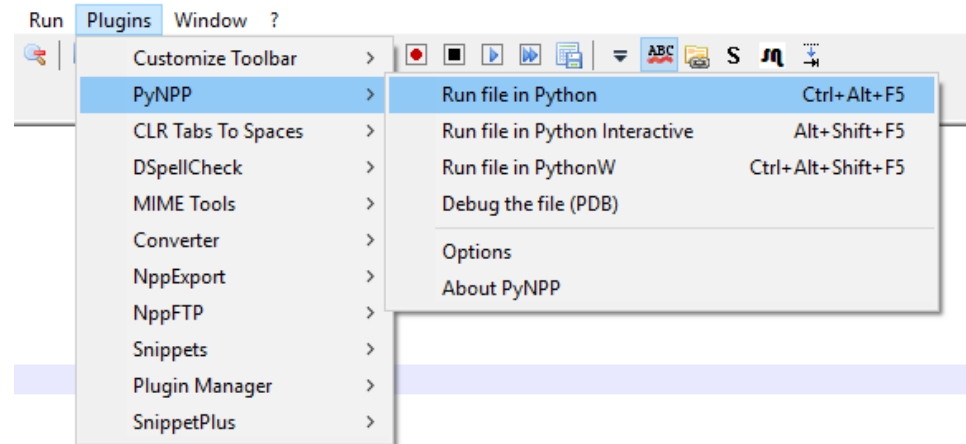 Run Plugins Window ?
ABC S
Customize Toolbar >
PyNPP >
CLR Tabs To Spaces >
DSpellCheck >
MIME Tools >
Converter >
NppExport >
NppFTP >
Snippets >
Plugin Manager >
SnippetPlus >
Run file in Python Ctrl+Alt+F5
Run file in Python Interactive Alt+Shift+F5
Run file in PythonW Ctrl+Alt+Shift+F5
Debug the file (PDB)
Options
About PyNPP